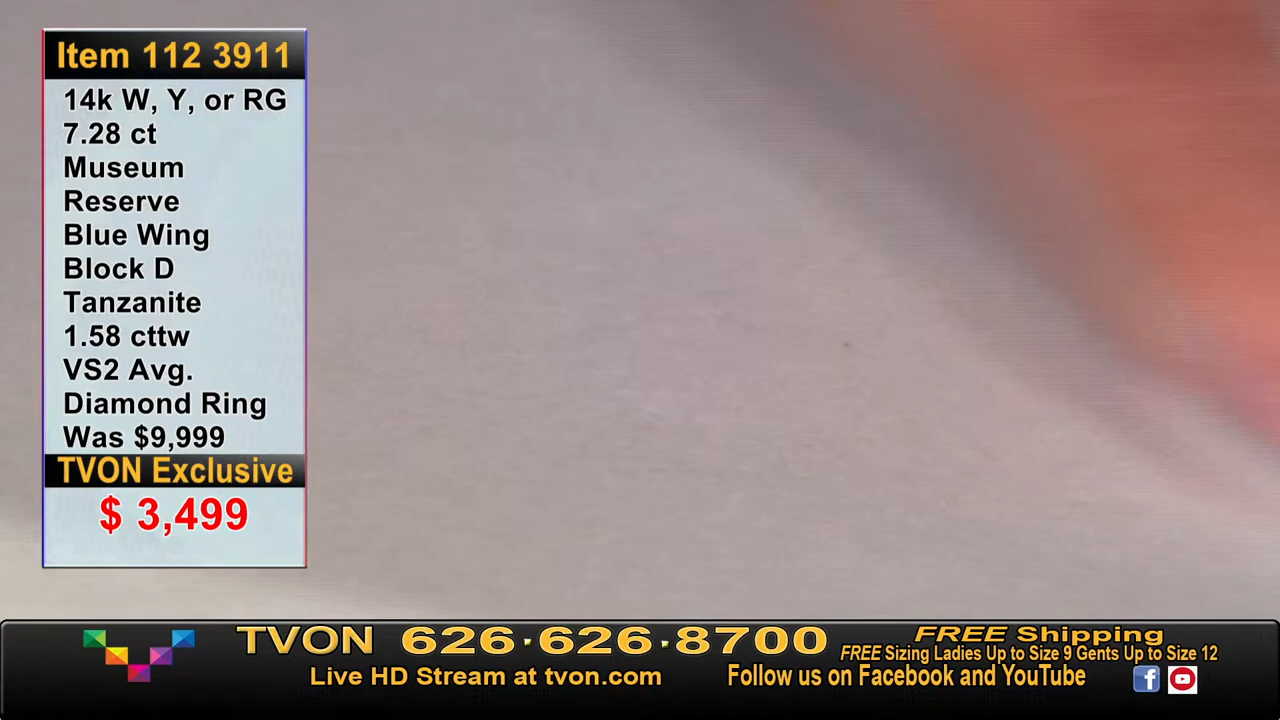 Item 112 3911
14k W, Y, or RG
7.28 ct
Museum
Reserve
Blue Wing
Block D
Tanzanite
1.58 cttw
VS2 Avg.
Diamond Ring
Was $9,999
TVON Exclusive
$ 3,499
TVON 626·626·8700
FREE Shipping
FREE Sizing Ladies Up to Size 9 Gents Up to Size 12
Live HD Stream at tvon.com
Follow us on Facebook and YouTube